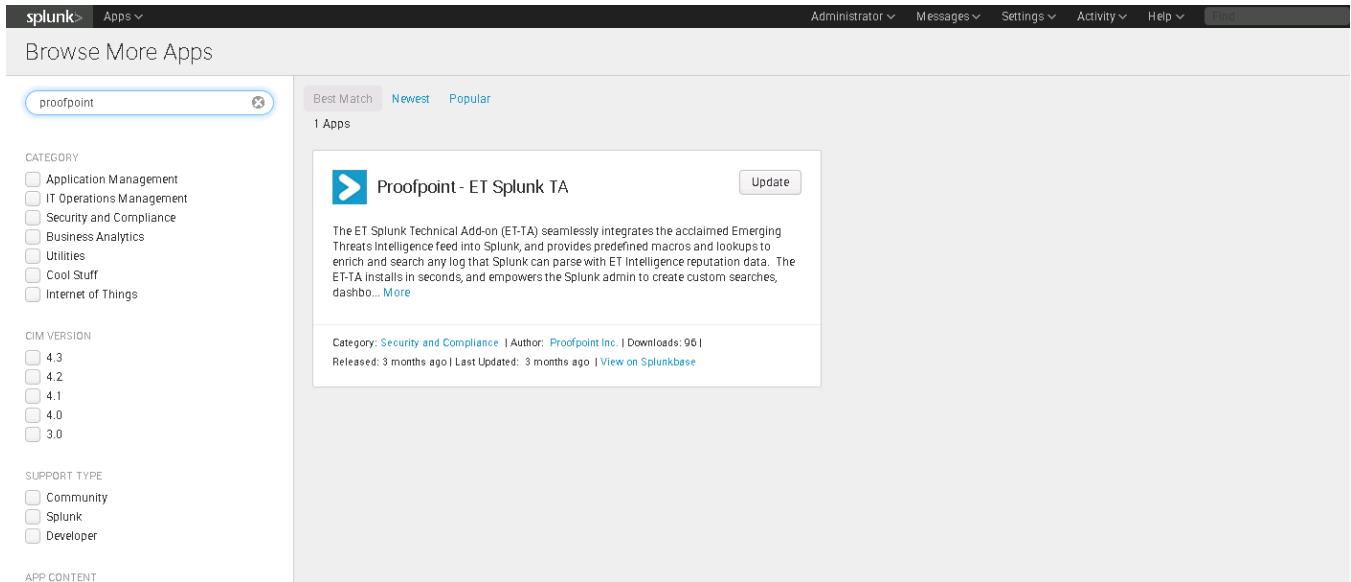 splunk> Apps Administrator Messages Settings Activity Help Find
Browse More Apps
proofpoint
Best Match Newest Popular
1 Apps
CATEGORY
Application Management
IT Operations Management
Security and Compliance
Business Analytics
Utilities
Cool Stuff
Internet of Things
CIM VERSION
4.3
4.2
4.1
4.0
3.0
SUPPORT TYPE
Community
Splunk
Developer
APP CONTENT
Proofpoint - ET Splunk TA
Update
The ET Splunk Technical Add-on (ET-TA) seamlessly integrates the acclaimed Emerging
Threats Intelligence feed into Splunk, and provides predefined macros and lookups to
enrich and search any log that Splunk can parse with ET Intelligence reputation data. The
ET-TA installs in seconds, and empowers the Splunk admin to create custom searches,
dashbo... More
Category: Security and Compliance | Author: Proofpoint Inc. | Downloads: 96 |
Released: 3 months ago | Last Updated: 3 months ago | View on Splunkbase